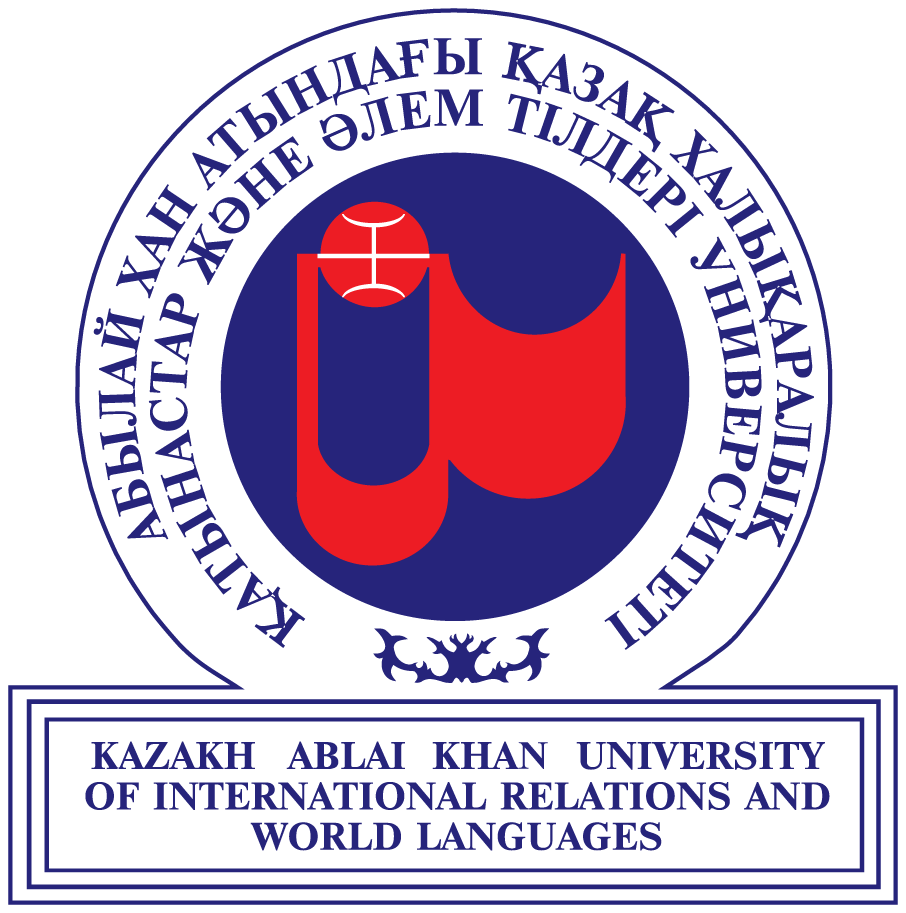 АБЫЛАЙ ХАН АТЫНДАҒЫ ҚАЗАҚ ХАЛЫҚАРАЛЫҚ
ҚАТЫНАСТАР ЖӘНЕ ӘЛЕМ ТІЛДЕРІ УНИВЕРСИТЕТІ
KAZAKH ABLAI KHAN UNIVERSITY
OF INTERNATIONAL RELATIONS AND
WORLD LANGUAGES